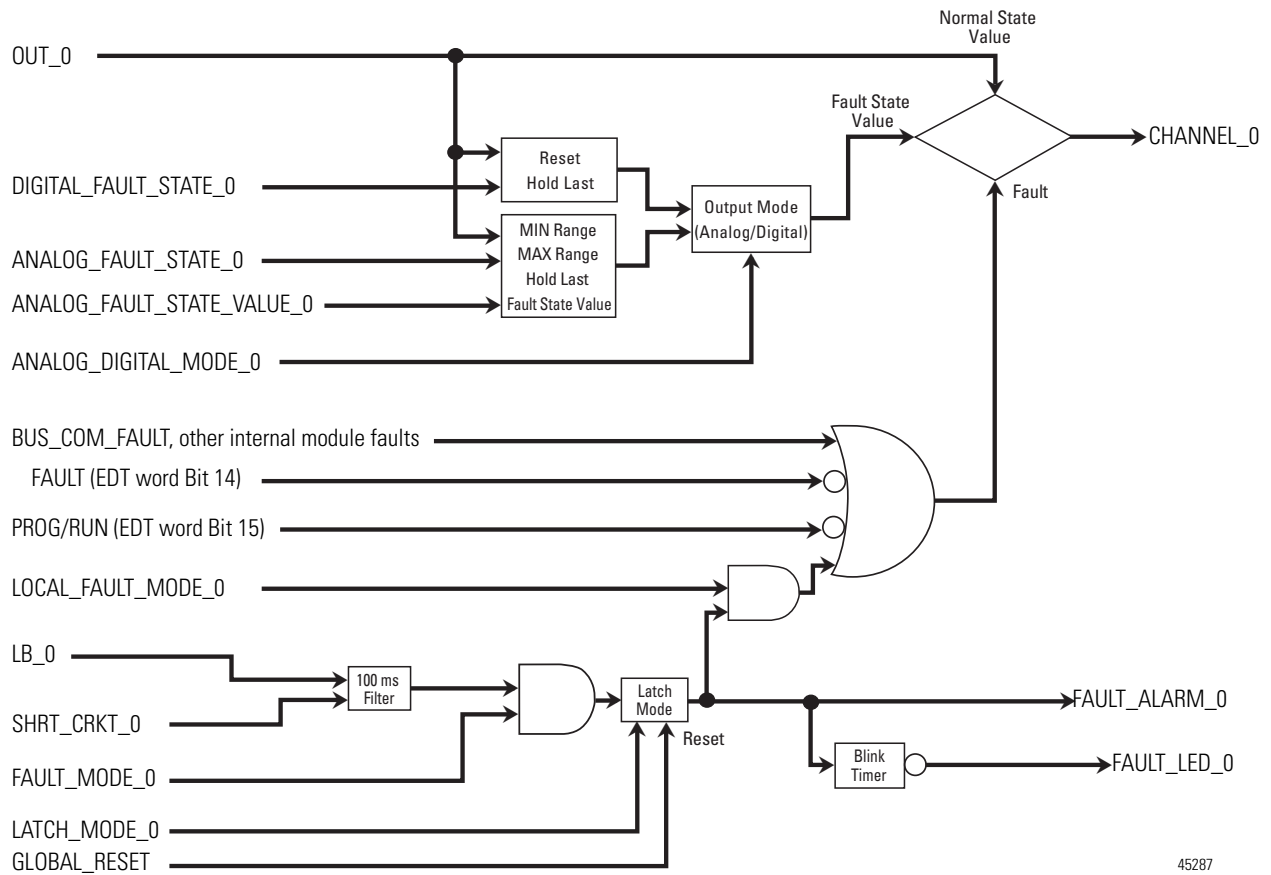 Normal State
Value
OUT_0
Fault State
Value
CHANNEL_0
Reset
Hold Last
DIGITAL_FAULT_STATE_0
Fault
Output Mode
(Analog/Digital)
MIN Range
MAX Range
Hold Last
Fault State Value
ANALOG_FAULT_STATE_0
ANALOG_FAULT_STATE_VALUE_0
ANALOG_DIGITAL_MODE_0
BUS_COM_FAULT, other internal module faults
FAULT (EDT word Bit 14)
PROG/RUN (EDT word Bit 15)
LOCAL_FAULT_MODE_0
LB_0
100 ms
Filter
SHRT_CRKT_0
Latch
Mode
Reset
FAULT_ALARM_0
FAULT_MODE_0
Blink
Timer
FAULT_LED_0
LATCH_MODE_0
GLOBAL_RESET
45287